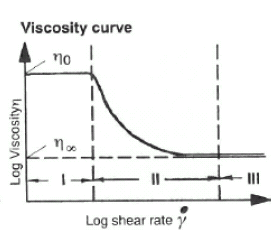 Viscosity curve
η0
η∞
Log Viscosityη
I
II
III
Log shear rate γ̇